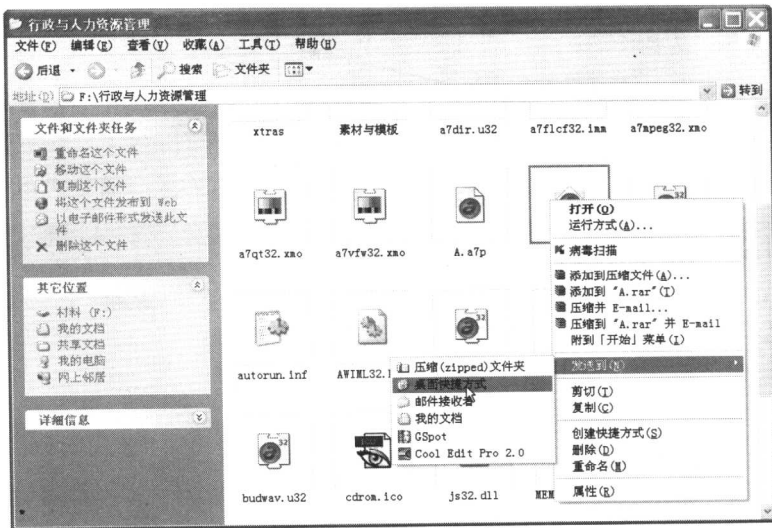 行政与人力资源管理
文件(F) 编辑(E) 查看(V) 收藏(A) 工具(T) 帮助(H)
后退 搜索 文件夹
地址(D) F:\行政与人力资源管理 转到
文件和文件夹任务
重命名这个文件
移动这个文件
复制这个文件
将这个文件发布到 Web
以电子邮件形式发送此文
件
删除这个文件
其它位置
材料 (F:)
我的文档
共享文档
我的电脑
网上邻居
详细信息
xtras 素材与模板 a7dir.u32 a7flcf32.xmo a7mpeg32.xmo
a7qt32.xmo a7vfw32.xmo A.a7p
autorun.inf AWIML32.
budwav.u32 cdrom.ico js32.dll MEM
打开(O)
运行方式(A)...
病毒扫描
添加到压缩文件(A)...
添加到 "A.rar"(T)
压缩并 E-mail...
压缩到 "A.rar" 并 E-mail
附到「开始」菜单(I)
发送到(N)
剪切(T)
复制(C)
创建快捷方式(S)
删除(D)
重命名(M)
属性(R)
压缩(zipped)文件夹
桌面快捷方式
邮件接收者
我的文档
GSpot
Cool Edit Pro 2.0